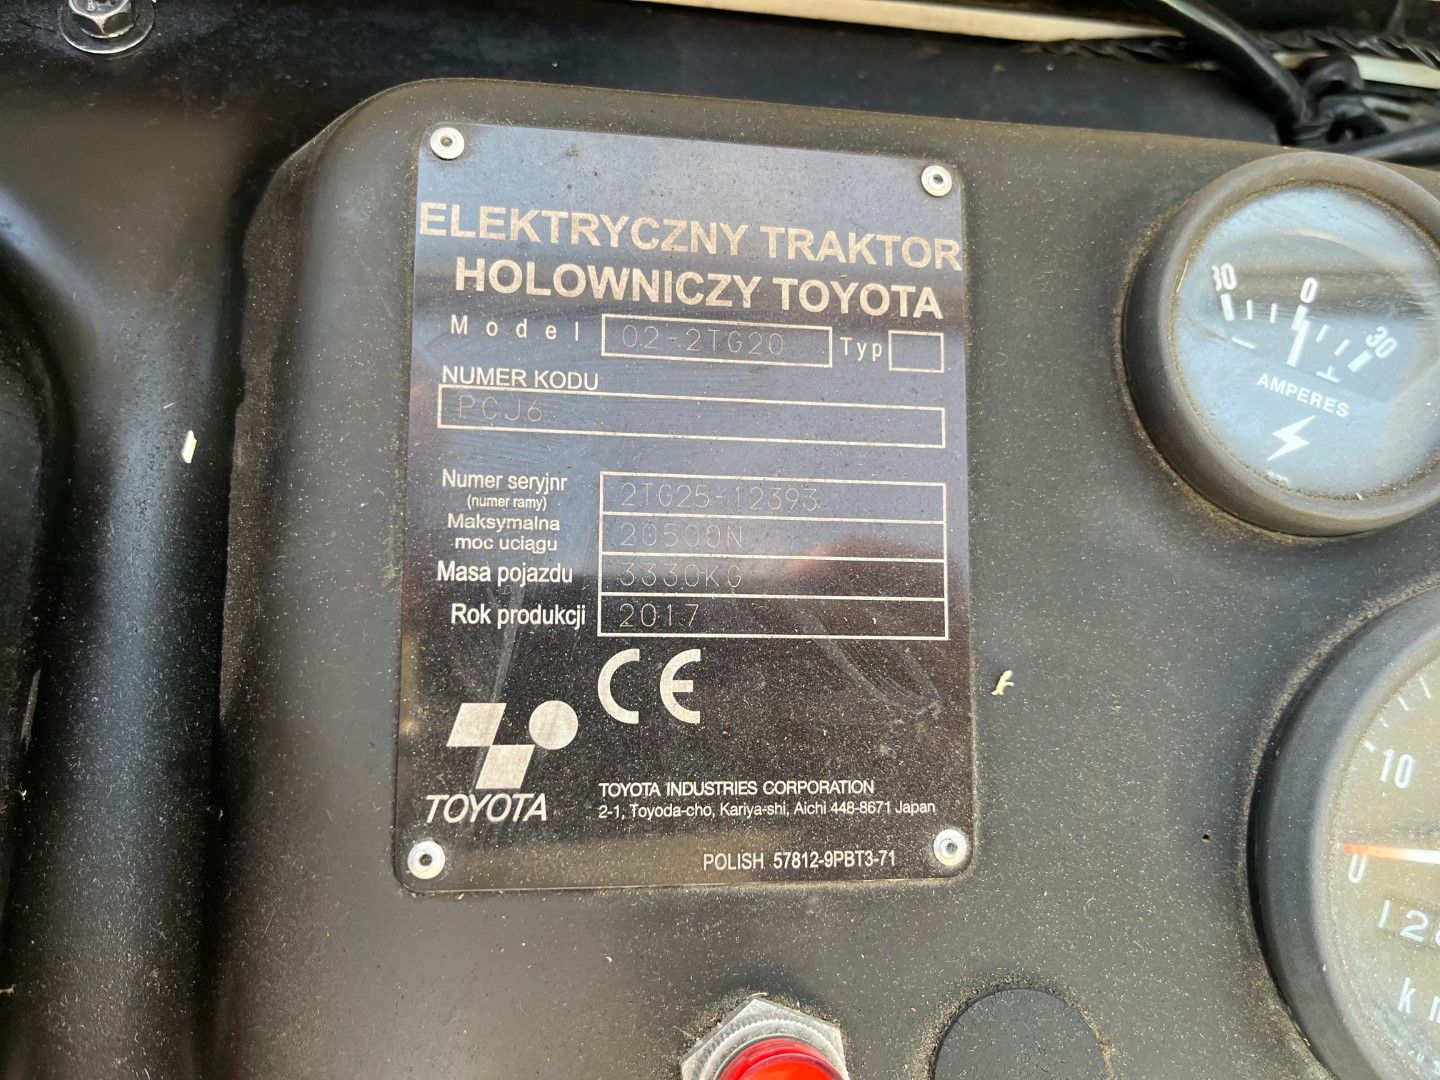 ELEKTRYCZNY TRAKTOR
HOLOWNICZY TOYOTA
Model 02-2TG20 Typ
NUMER KODU
PCJ6
Numer seryjnr
(numer ramy)
2TG25-12393
Maksymalna
moc uciągu
20500N
Masa pojazdu 3330KG
Rok produkcji 2017
CE
TOYOTA
TOYOTA INDUSTRIES CORPORATION
2-1, Toyoda-cho, Kariya-shi, Aichi 448-8671 Japan
POLISH 57812-9PBT3-71
30 0 30
AMPERES
10
0